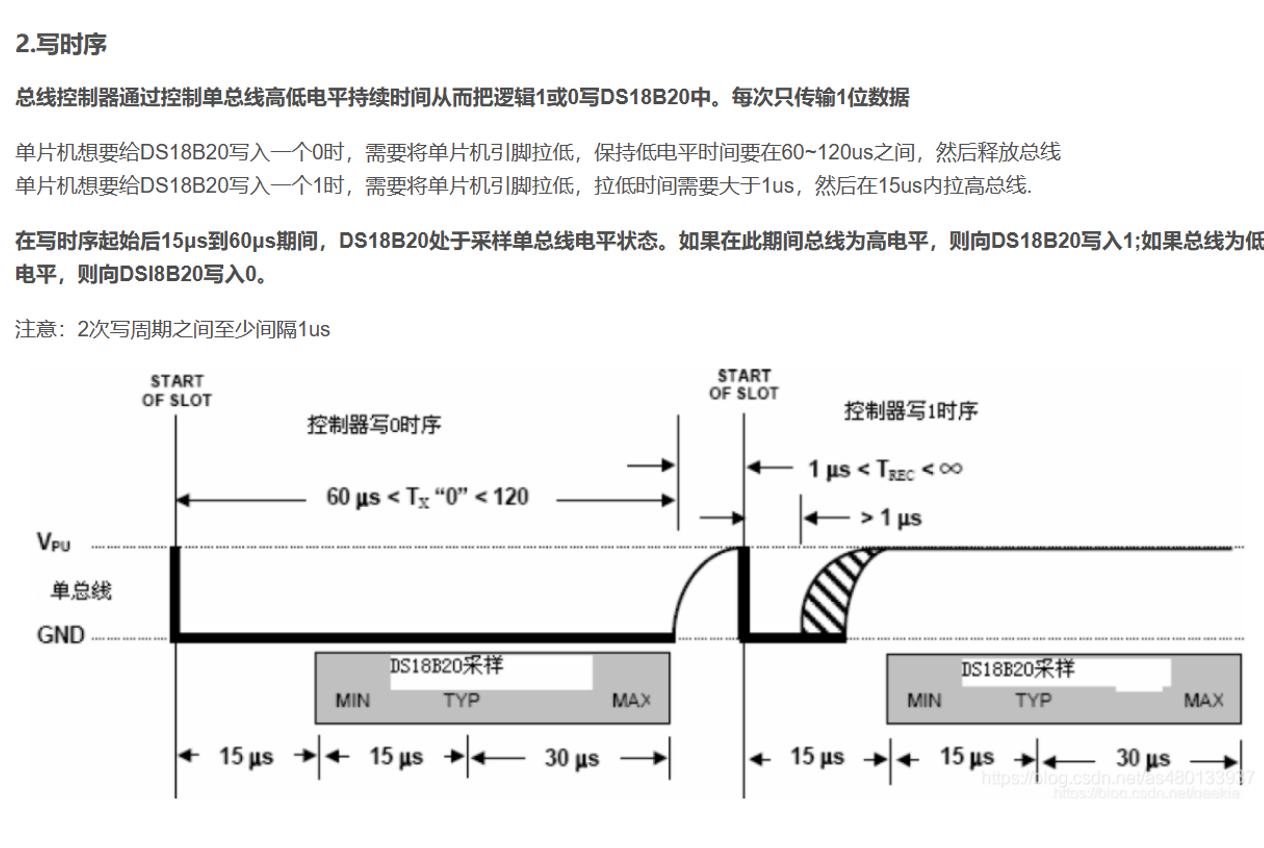 2.写时序
总线控制器通过控制单总线高低电平持续时间从而把逻辑1或0写DS18B20中。每次只传输1位数据
单片机想要给DS18B20写入一个0时，需要将单片机引脚拉低，保持低电平时间要在60~120us之间，然后释放总线
单片机想要给DS18B20写入一个1时，需要将单片机引脚拉低，拉低时间需要大于1us，然后在15us内拉高总线.
在写时序起始后15μs到60μs期间，DS18B20处于采样单总线电平状态。如果在此期间总线为高电平，则向DS18B20写入1;如果总线为低
电平，则向DSI8B20写入0。
注意：2次写周期之间至少间隔1us
START
OF SLOT
START
OF SLOT
控制器写0时序
控制器写1时序
1 μs < TREC < ∞
60 μs < TX “0” < 120
> 1 μs
VPU
单总线
GND
DS18B20采样
MIN TYP MAX
DS18B20采样
MIN TYP MAX
15 μs 15 μs 30 μs
15 μs 15 μs 30 μs
https://blog.csdn.net/as480133937